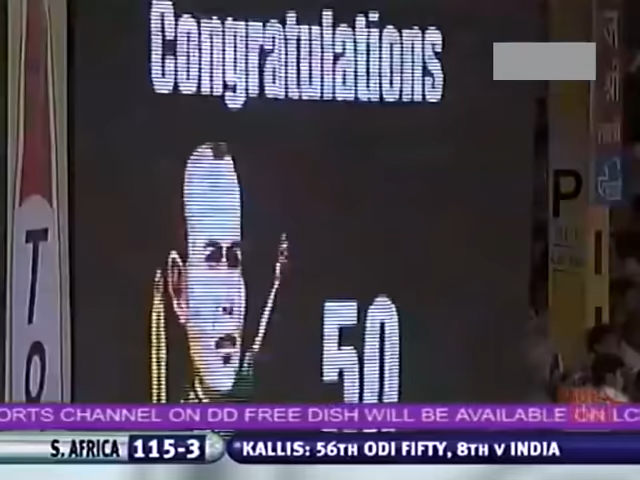 Congratulations
P
T
O
50
ORTS CHANNEL ON DD FREE DISH WILL BE AVAILABLE ON LO
S. AFRICA 115-3 KALLIS: 56TH ODI FIFTY, 8TH V INDIA